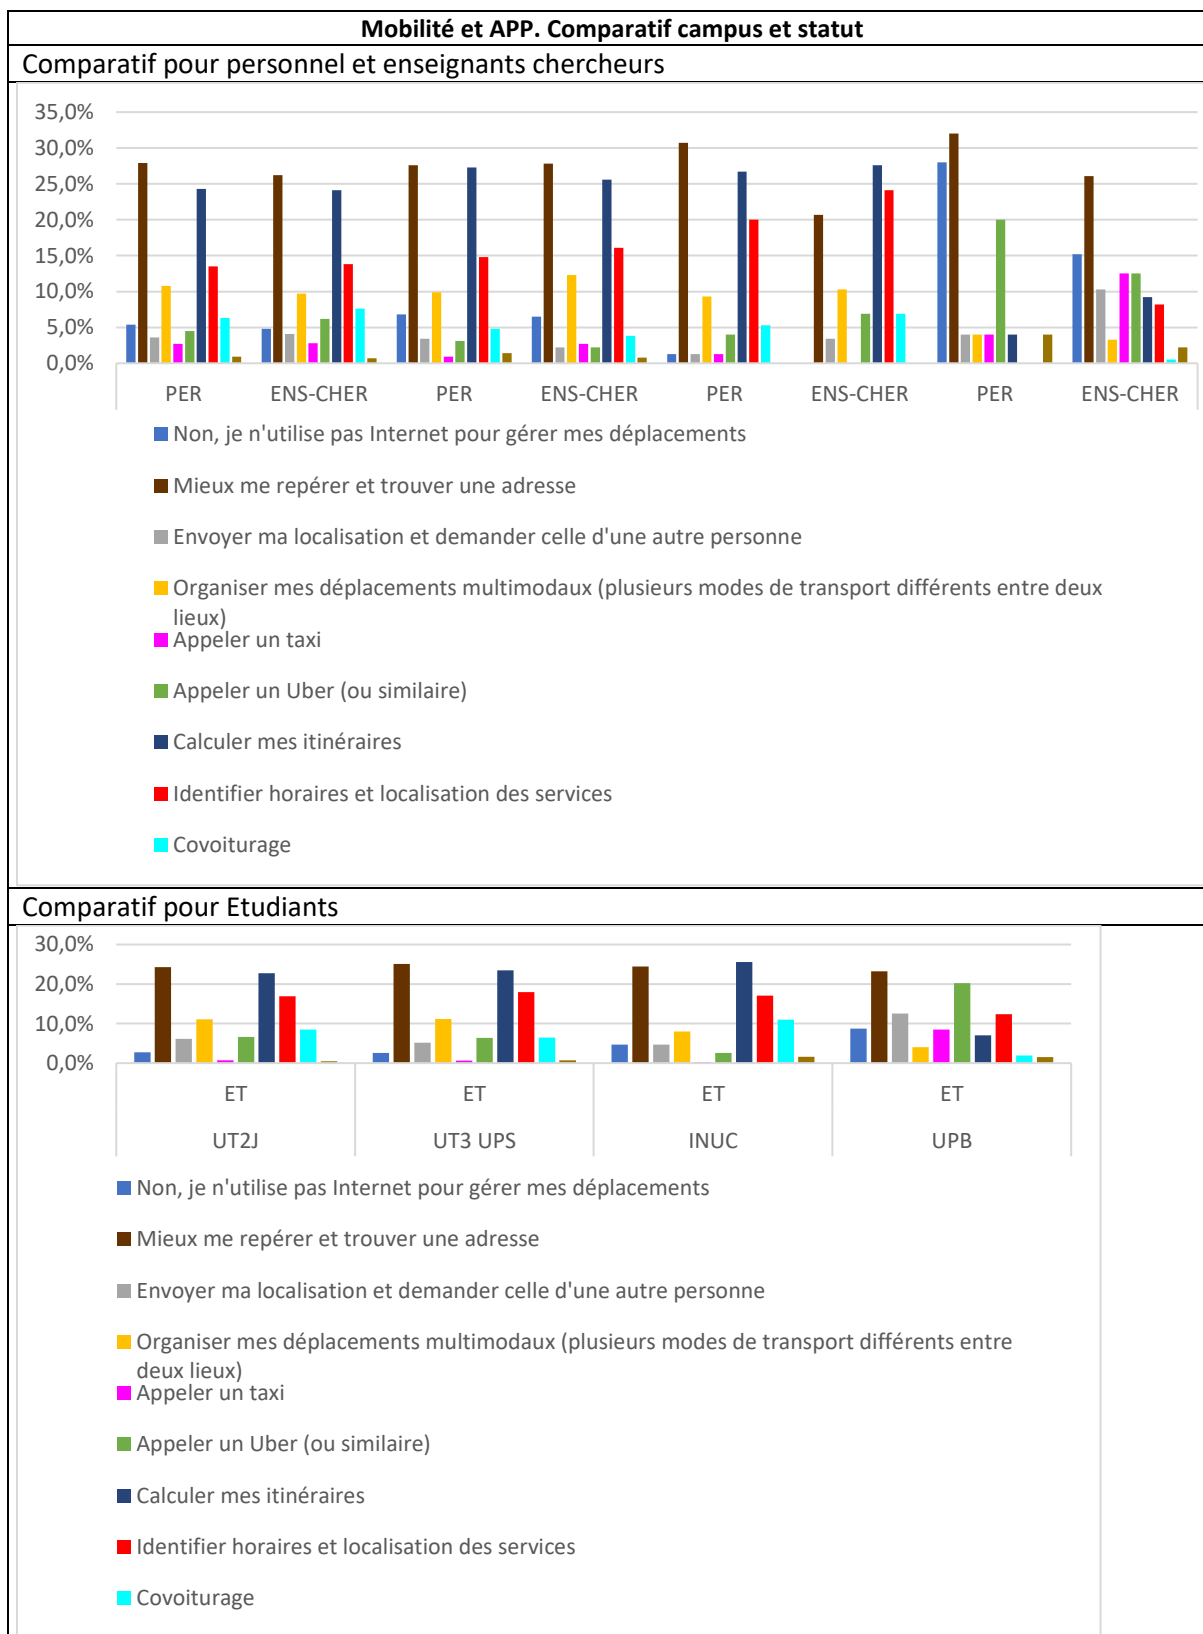 Mobilité et APP. Comparatif campus et statut
Comparatif pour personnel et enseignants chercheurs
35,0%
30,0%
25,0%
20,0%
15,0%
10,0%
5,0%
0,0%
PER ENS-CHER PER ENS-CHER PER ENS-CHER PER ENS-CHER
Non, je n'utilise pas Internet pour gérer mes déplacements
Mieux me repérer et trouver une adresse
Envoyer ma localisation et demander celle d'une autre personne
Organiser mes déplacements multimodaux (plusieurs modes de transport différents entre deux
lieux)
Appeler un taxi
Appeler un Uber (ou similaire)
Calculer mes itinéraires
Identifier horaires et localisation des services
Covoiturage
Comparatif pour Etudiants
30,0%
20,0%
10,0%
0,0%
ET ET ET ET
UT2J UT3 UPS INUC UPB
Non, je n'utilise pas Internet pour gérer mes déplacements
Mieux me repérer et trouver une adresse
Envoyer ma localisation et demander celle d'une autre personne
Organiser mes déplacements multimodaux (plusieurs modes de transport différents entre
deux lieux)
Appeler un taxi
Appeler un Uber (ou similaire)
Calculer mes itinéraires
Identifier horaires et localisation des services
Covoiturage